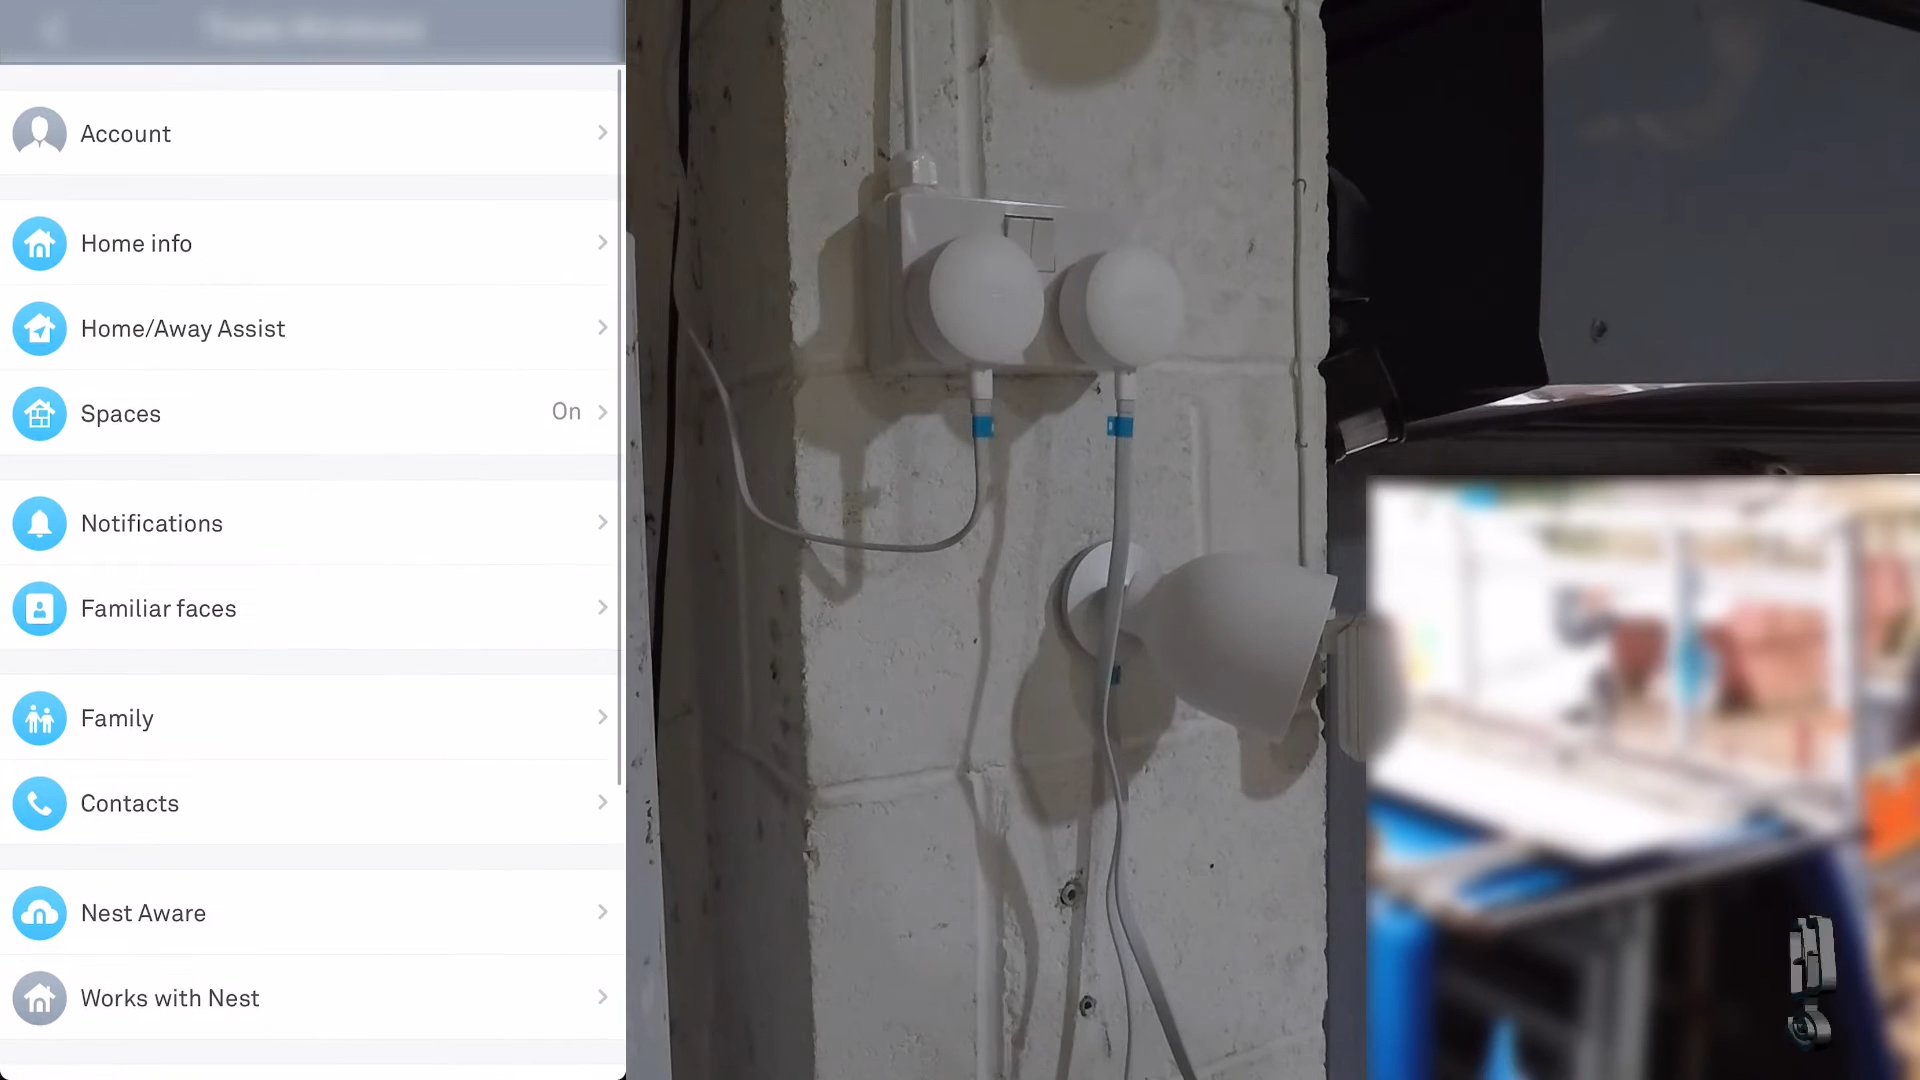 Account
Home info
Home/Away Assist
Spaces On
Notifications
Familiar faces
Family
Contacts
Nest Aware
Works with Nest